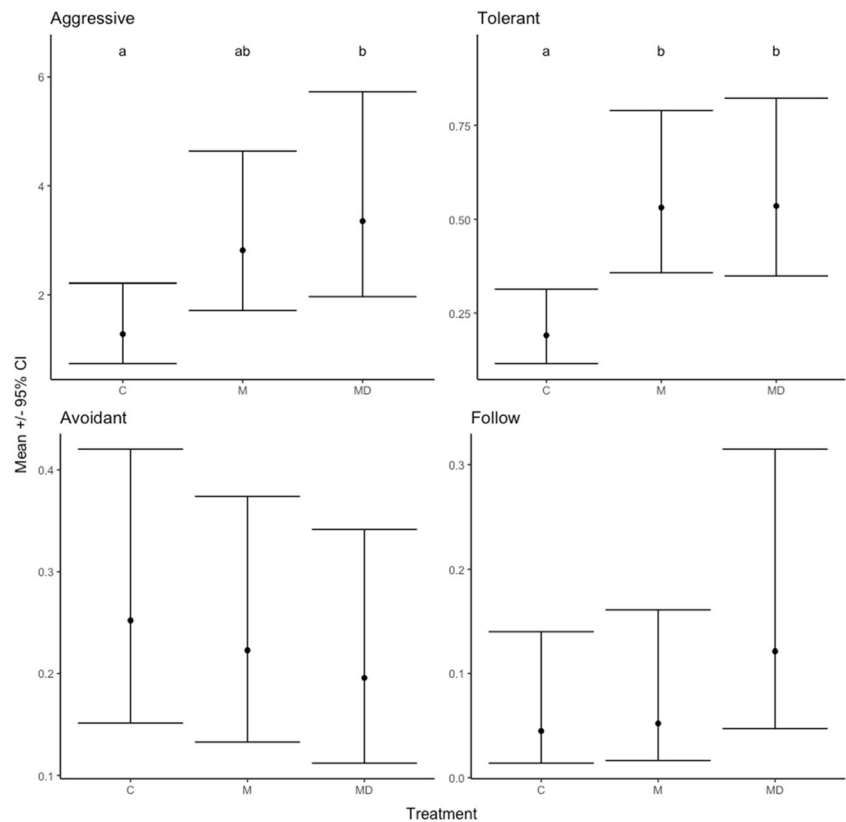 Aggressive
a ab b
6
4
2
C M MD
Tolerant
a b b
0.75
0.50
0.25
C M MD
Mean +/- 95% CI
Avoidant
0.4
0.3
0.2
0.1
C M MD
Follow
0.3
0.2
0.1
0.0
C M MD
Treatment